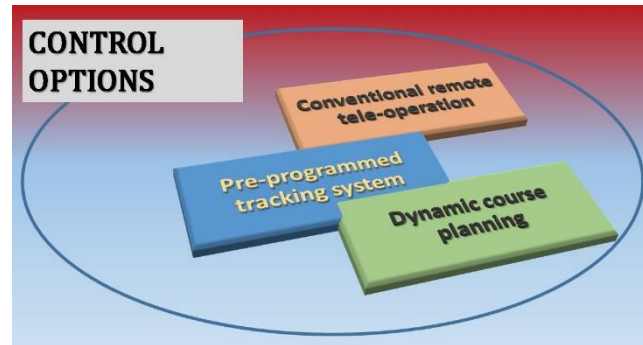 CONTROL
OPTIONS
Conventional remote
tele-operation
Pre-programmed
tracking system
Dynamic course
planning